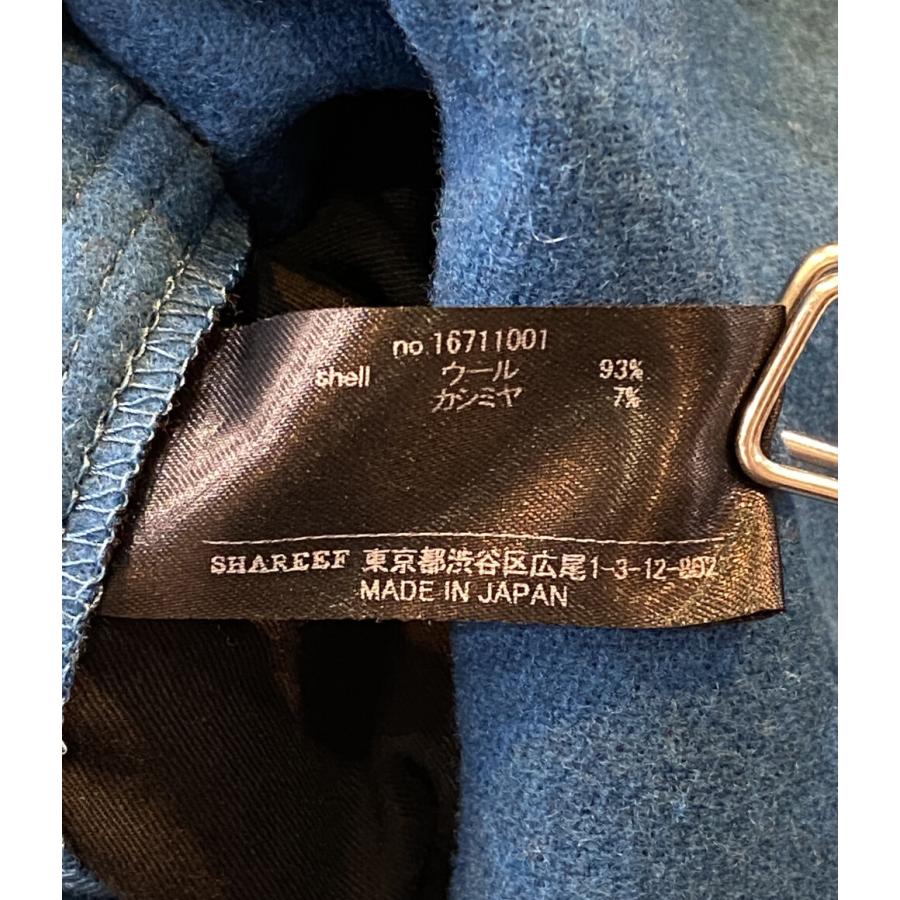 no.16711001
shell ウール 93%
カシミヤ 7%
SHAREEF 東京都渋谷区広尾1-3-12-802
MADE IN JAPAN